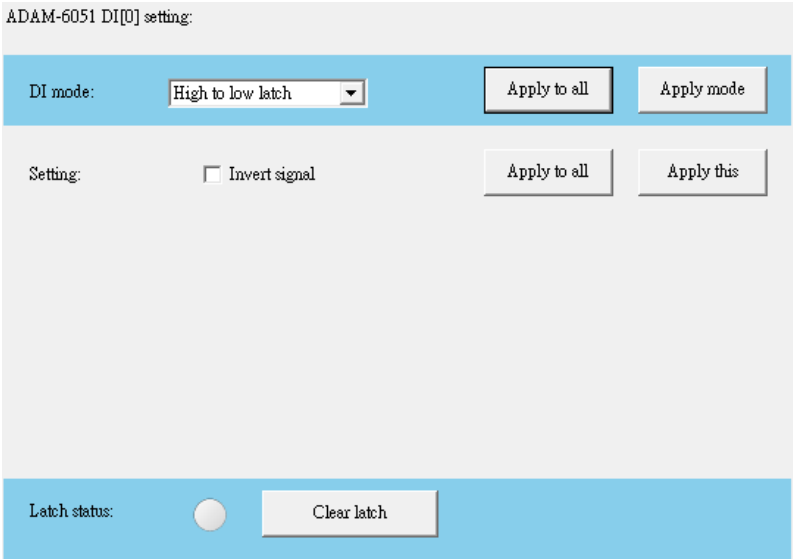 ADAM-6051 DI[0] setting:
DI mode: High to low latch Apply to all Apply mode
Setting: Invert signal Apply to all Apply this
Latch status: Clear latch